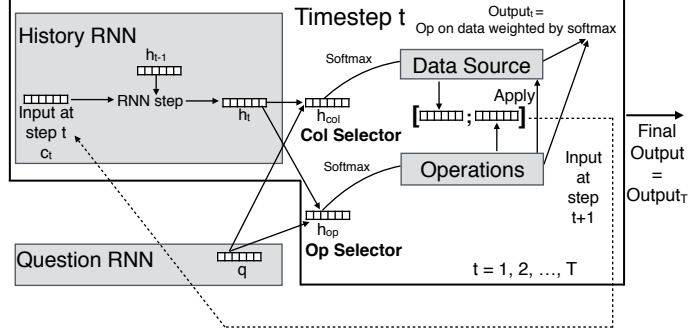 Timestep t
Output_t =
Op on data weighted by softmax
History RNN
h_{t-1}
RNN step
Input at
step t
c_t
h_t
Softmax
Data Source
Apply
h_col
Col Selector
[ ; ]
Softmax
Operations
h_op
Op Selector
Input
at
step
t+1
Final
Output
=
Output_T
Question RNN
q
t = 1, 2, ..., T